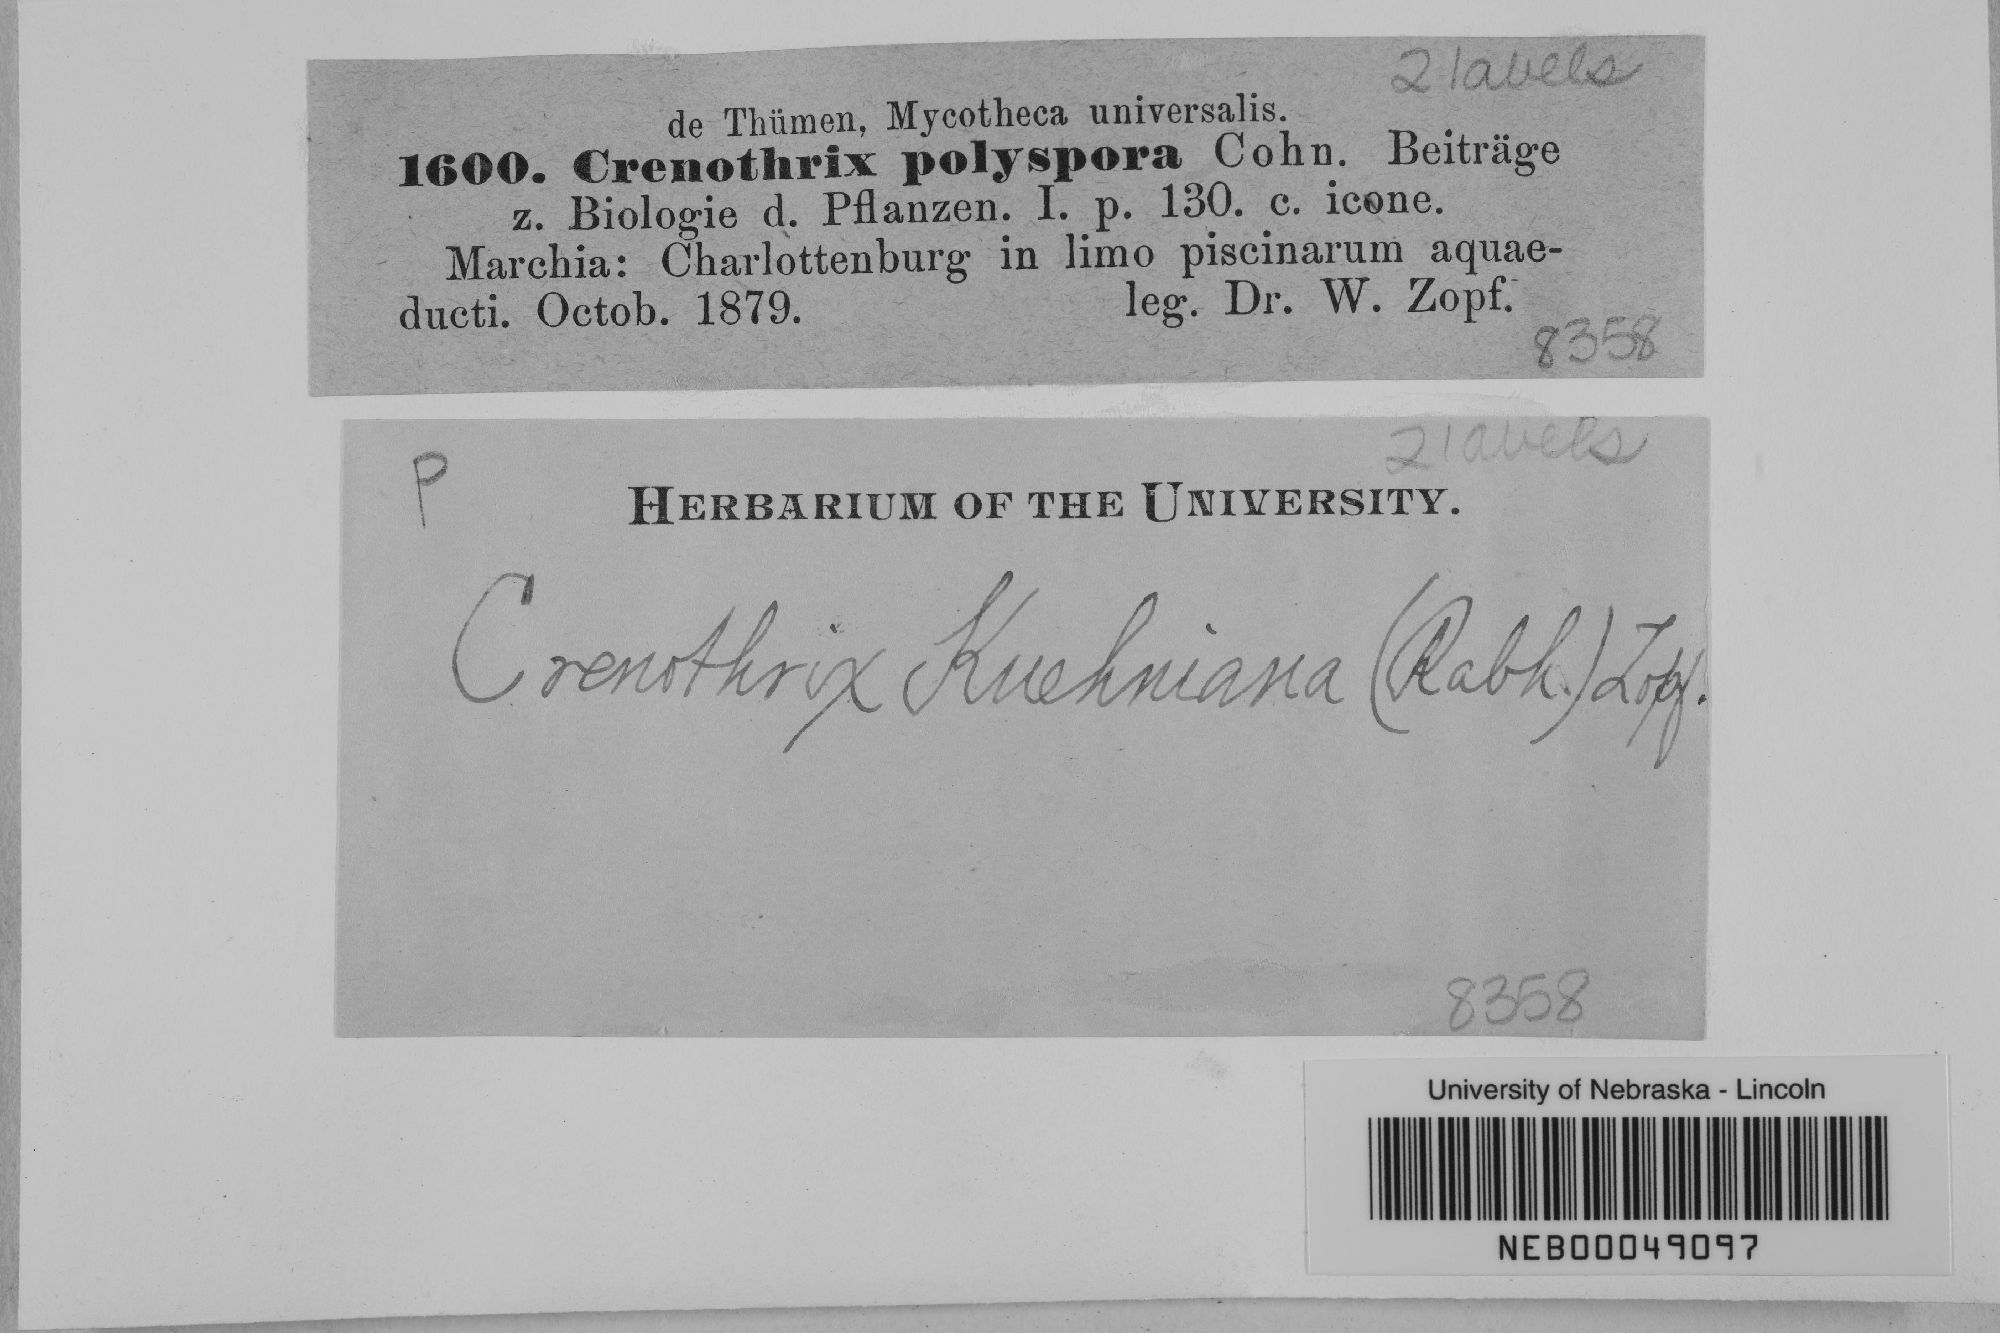 2 labels
de Thümen, Mycotheca universalis.
1600. Crenothrix polyspora Cohn. Beiträge
z. Biologie d. Pflanzen. I. p. 130. c. icone.
Marchia: Charlottenburg in limo piscinarum aquae-
ducti. Octob. 1879. leg. Dr. W. Zopf.
8358
2 labels
P
HERBARIUM OF THE UNIVERSITY.
Crenothrix Kuehniana (Rabh.) Zopf.
8358
University of Nebraska - Lincoln
NEB00049097